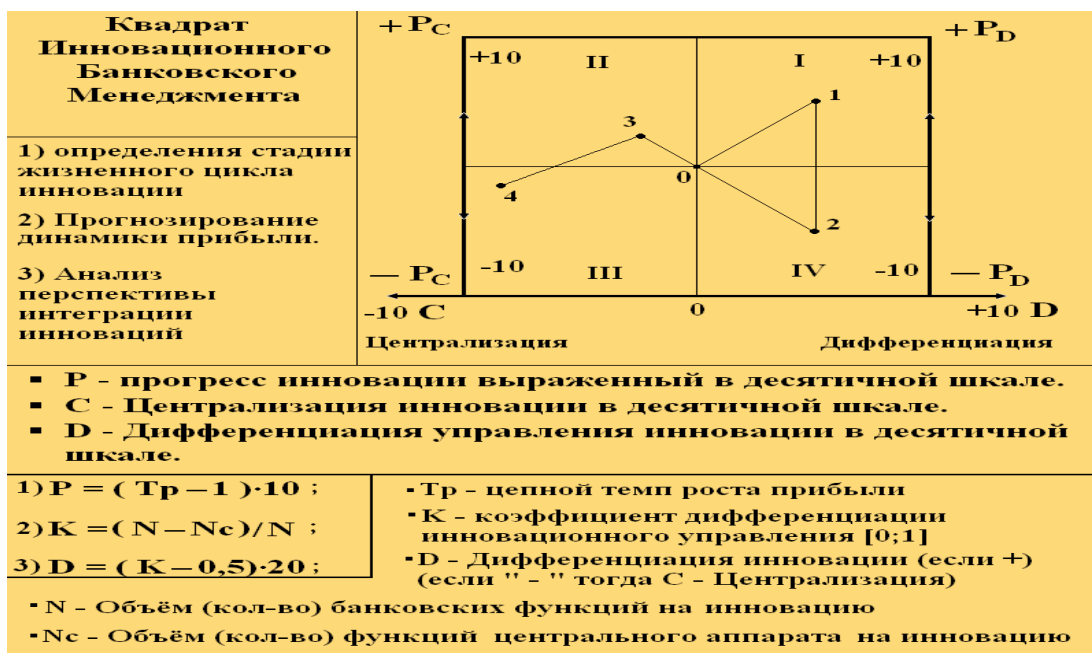 Квадрат
Инновационного
Банковского
Менеджмента
1) определения стадии
жизненного цикла
инновации
2) Прогнозирование
динамики прибыли.
3) Анализ
перспективы
интеграции
инноваций
+ PC
+ PD
+10
II
I
+10
1
3
0
4
2
-10
III
IV
-10
— PC
— PD
-10 C
0
+10 D
Централизация
Дифференциация
▪ P - прогресс инновации выраженный в десятичной шкале.
▪ C - Централизация инновации в десятичной шкале.
▪ D - Дифференциация управления инновации в десятичной
шкале.
1) P = ( Тр – 1 )·10 ;
2) K =( N – Nc )/ N ;
3) D = ( K – 0,5 )·20 ;
▪ Тр - цепной темп роста прибыли
▪ K - коэффициент дифференциации
инновационного управления [0;1]
▪ D - Дифференциация инновации (если +)
(если " - " тогда C - Централизация)
▪ N - Объём (кол-во) банковских функций на инновацию
▪ Nc - Объём (кол-во) функций центрального аппарата на инновацию